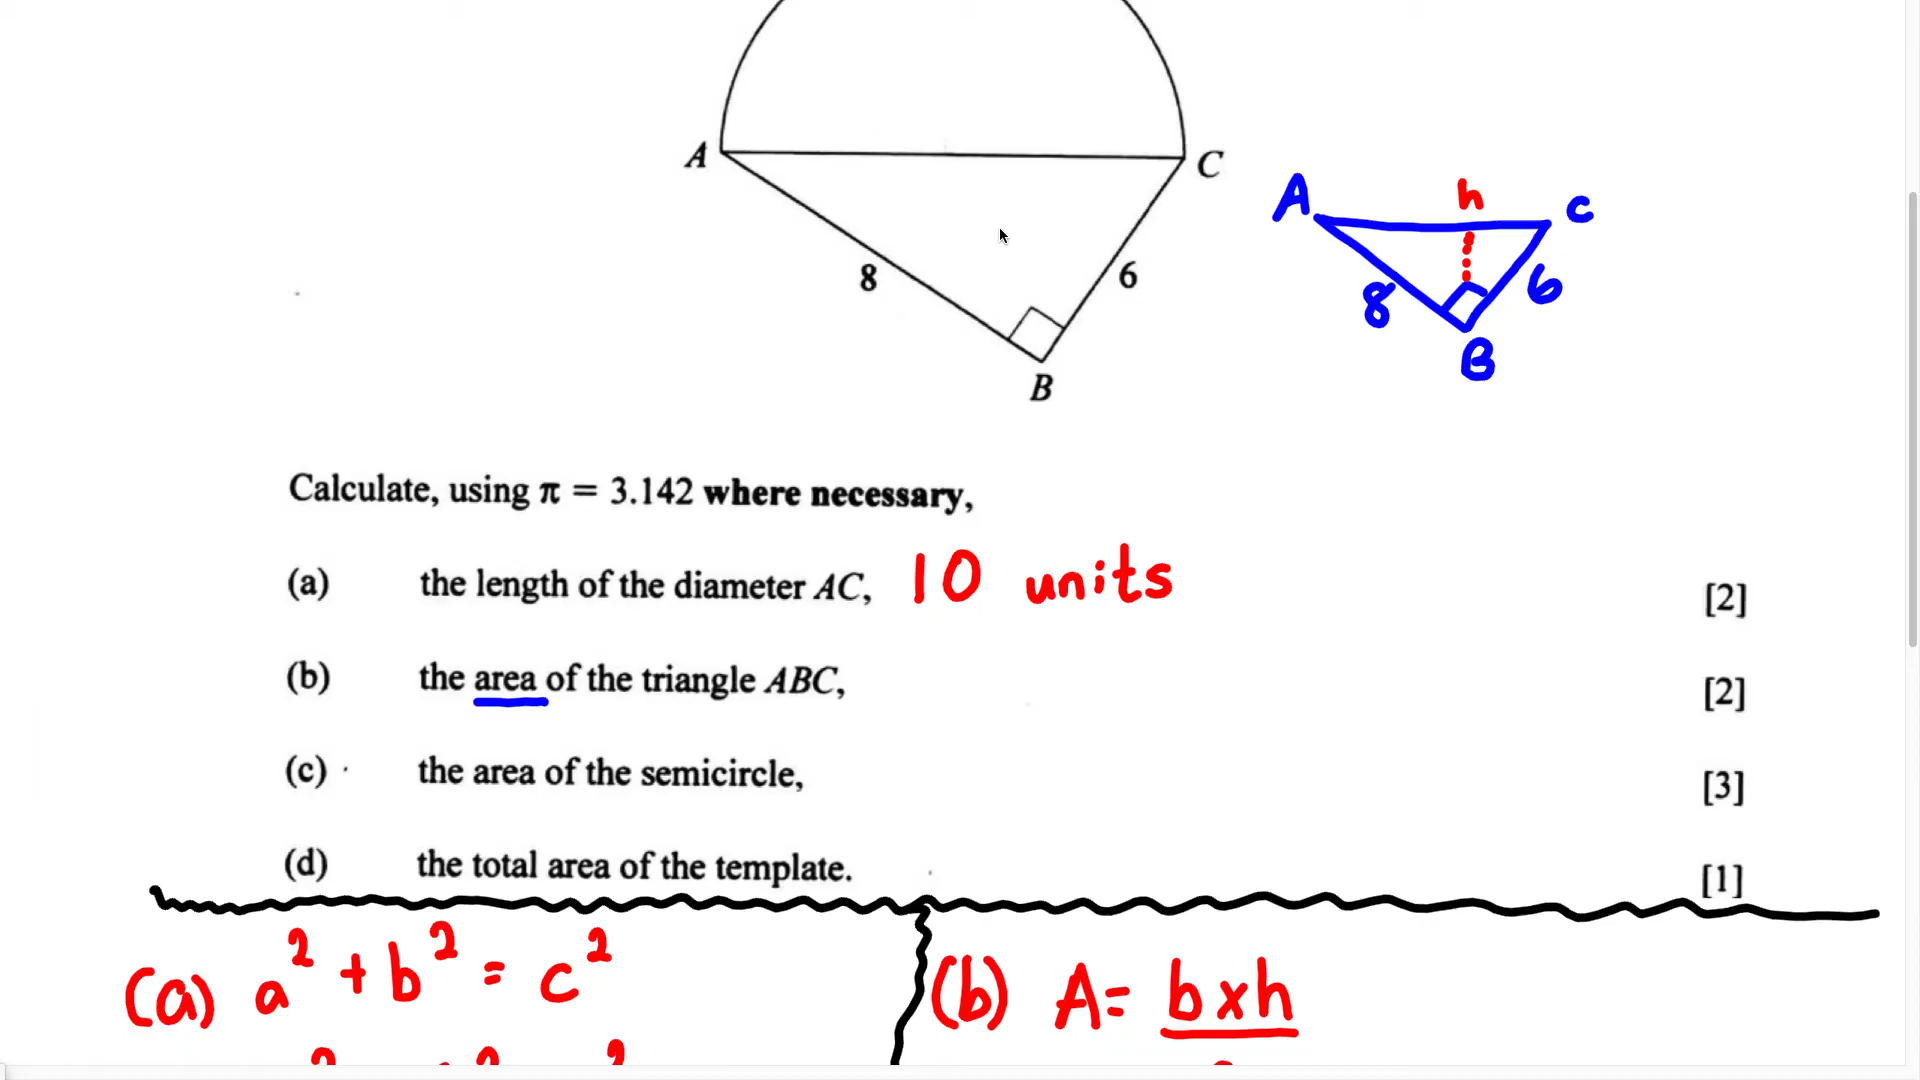 A
C
8
6
B
A
h
c
8
6
B
Calculate, using π = 3.142 where necessary,
(a) the length of the diameter AC, 10 units [2]
(b) the area of the triangle ABC, [2]
(c) the area of the semicircle, [3]
(d) the total area of the template. [1]
(a) a² + b² = c²
(b) A = b x h